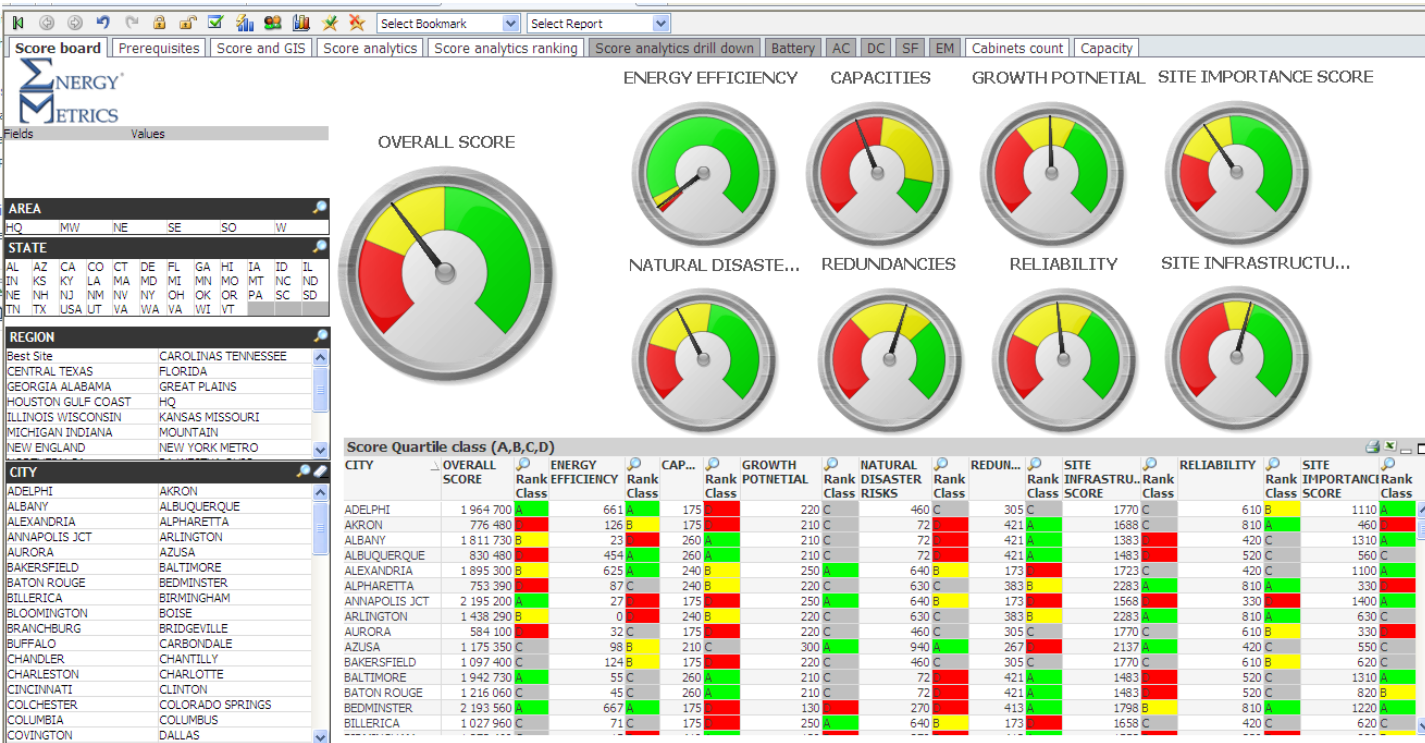 Select Bookmark Select Report
Score board Prerequisites Score and GIS Score analytics Score analytics ranking Score analytics drill down Battery AC DC SF EM Cabinets count Capacity
ΣNERGY
METRICS
Fields Values
OVERALL SCORE
ENERGY EFFICIENCY CAPACITIES GROWTH POTNETIAL SITE IMPORTANCE SCORE
NATURAL DISASTE... REDUNDANCIES RELIABILITY SITE INFRASTRUCTU...
AREA
HQ MW NE SE SO W
STATE
AL AZ CA CO CT DE FL GA HI IA ID IL
IN KS KY LA MA MD MI MN MO MT NC ND
NE NH NJ NM NV NY OH OK OR PA SC SD
TN TX USA UT VA WA VA WI VT
REGION
Best Site CAROLINAS TENNESSEE
CENTRAL TEXAS FLORIDA
GEORGIA ALABAMA GREAT PLAINS
HOUSTON GULF COAST HQ
ILLINOIS WISCONSIN KANSAS MISSOURI
MICHIGAN INDIANA MOUNTAIN
NEW ENGLAND NEW YORK METRO
CITY
ADELPHI AKRON
ALBANY ALBUQUERQUE
ALEXANDRIA ALPHARETTA
ANNAPOLIS JCT ARLINGTON
AURORA AZUSA
BAKERSFIELD BALTIMORE
BATON ROUGE BEDMINSTER
BILLERICA BIRMINGHAM
BLOOMINGTON BOISE
BRANCHBURG BRIDGEVILLE
BUFFALO CARBONDALE
CHANDLER CHANTILLY
CHARLESTON CHARLOTTE
CINCINNATI CLINTON
COLCHESTER COLORADO SPRINGS
COLUMBIA COLUMBUS
COVINGTON DALLAS
Score Quartile class (A,B,C,D)
CITY OVERALL ENERGY CAP... GROWTH NATURAL REDUN... SITE RELIABILITY SITE
SCORE Rank EFFICIENCY Rank Rank POTNETIAL Rank DISASTER Rank Rank INFRASTRU.. Rank Rank IMPORTANCI Rank
Class Class Class Class RISKS Class Class SCORE Class Class SCORE Class
ADELPHI 1 964 700 A 661 A 175 D 220 C 460 C 305 C 1770 C 610 B 1110 A
AKRON 776 480 D 126 B 175 D 210 C 72 D 421 A 1688 C 810 A 460 D
ALBANY 1 811 730 B 23 D 260 A 210 C 72 D 421 A 1383 D 420 C 1310 A
ALBUQUERQUE 830 480 D 454 A 260 A 210 C 72 D 421 A 1483 D 520 C 560 C
ALEXANDRIA 1 895 300 B 625 A 240 B 250 A 640 B 173 D 1723 C 420 C 1100 A
ALPHARETTA 753 390 D 87 C 240 B 220 C 630 C 383 B 2283 A 810 A 330 D
ANNAPOLIS JCT 2 195 200 A 27 D 175 D 250 A 640 B 173 D 1568 D 330 D 1400 A
ARLINGTON 1 438 290 B 0 D 240 B 220 C 630 C 383 B 2283 A 810 A 630 C
AURORA 584 100 D 32 C 175 D 220 C 460 C 305 C 1770 C 610 B 330 D
AZUSA 1 175 350 C 98 B 210 C 300 A 940 A 267 D 2137 A 420 C 550 C
BAKERSFIELD 1 097 400 C 124 B 175 D 220 C 460 C 305 C 1770 C 610 B 620 C
BALTIMORE 1 942 730 A 55 C 260 A 210 C 72 D 421 A 1483 D 520 C 1310 A
BATON ROUGE 1 216 060 C 45 C 260 A 210 C 72 D 421 A 1483 D 520 C 820 B
BEDMINSTER 2 193 560 A 667 A 175 D 130 D 270 D 413 A 1798 B 810 A 1220 A
BILLERICA 1 027 960 C 71 C 175 D 250 A 640 B 173 D 1658 C 420 C 620 C